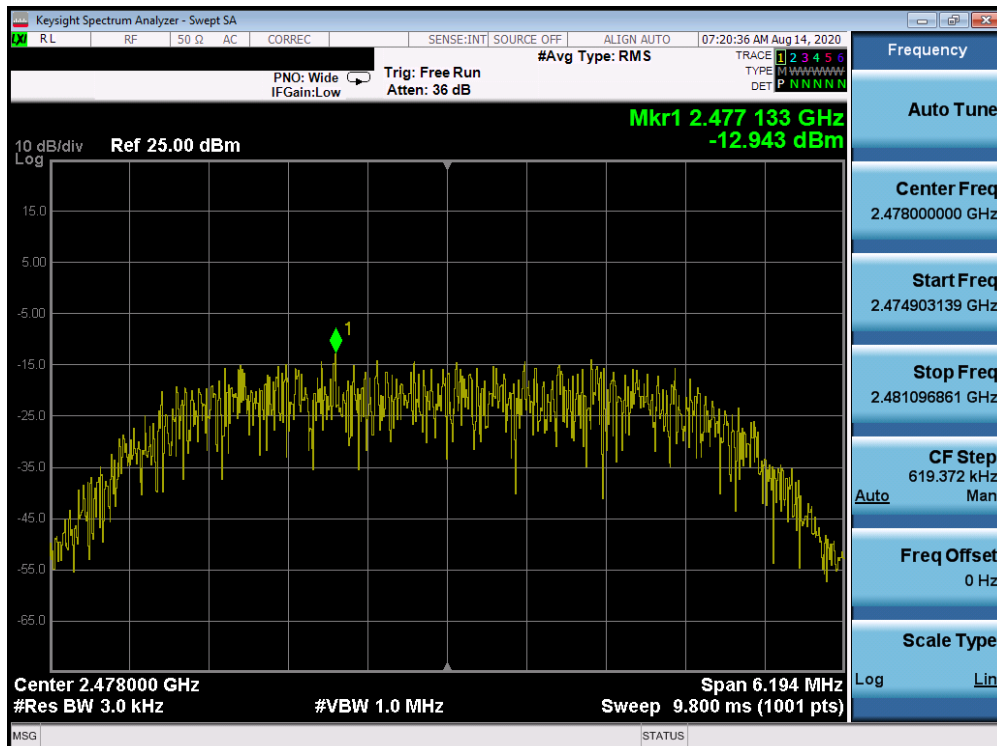 Keysight Spectrum Analyzer - Swept SA
LXI RL RF 50 Ω AC CORREC SENSE:INT SOURCE OFF ALIGN AUTO 07:20:36 AM Aug 14, 2020
#Avg Type: RMS
TRACE 1 2 3 4 5 6
PNO: Wide Trig: Free Run
TYPE M W W W W W
IFGain:Low Atten: 36 dB
DET P N N N N N
Mkr1 2.477 133 GHz
-12.943 dBm
10 dB/div Ref 25.00 dBm
Log
15.0
5.00
-5.00
1
-15.0
-25.0
-35.0
-45.0
-55.0
-65.0
Center 2.478000 GHz Span 6.194 MHz
#Res BW 3.0 kHz #VBW 1.0 MHz Sweep 9.800 ms (1001 pts)
MSG STATUS
Frequency
Auto Tune
Center Freq
2.478000000 GHz
Start Freq
2.474903139 GHz
Stop Freq
2.481096861 GHz
CF Step
619.372 kHz
Auto Man
Freq Offset
0 Hz
Scale Type
Log Lin